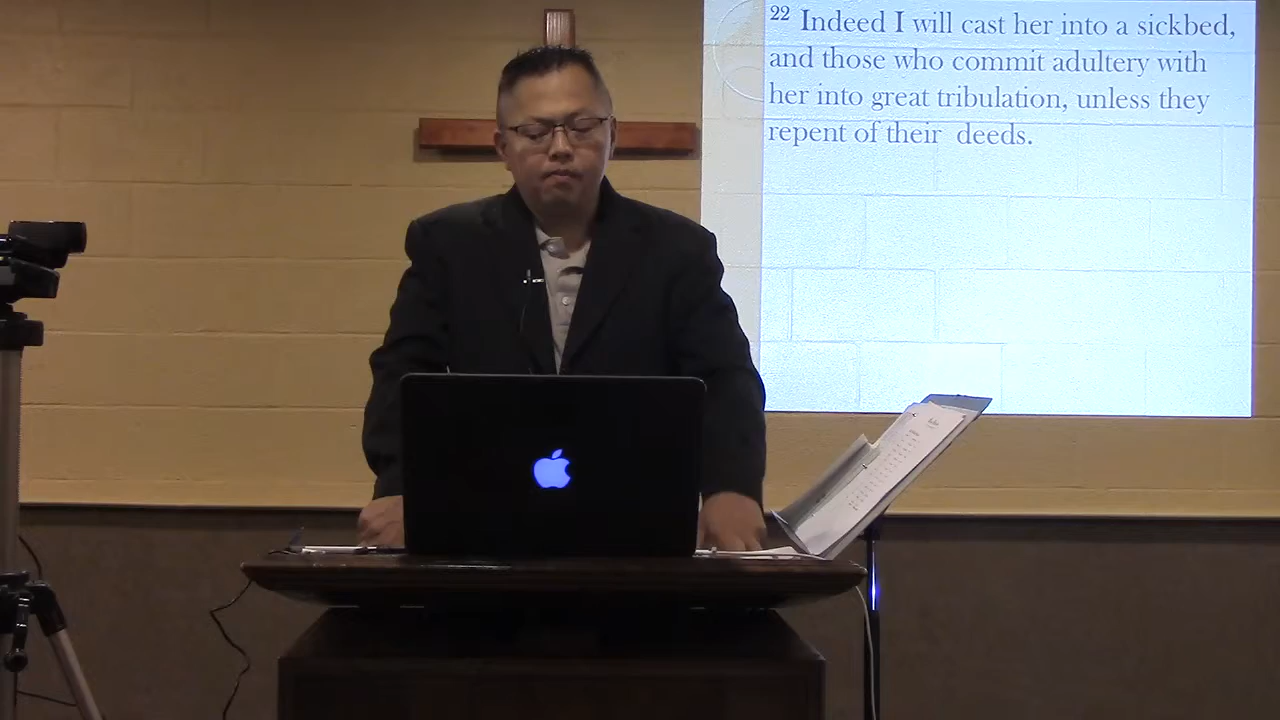 22 Indeed I will cast her into a sickbed,
and those who commit adultery with
her into great tribulation, unless they
repent of their  deeds.